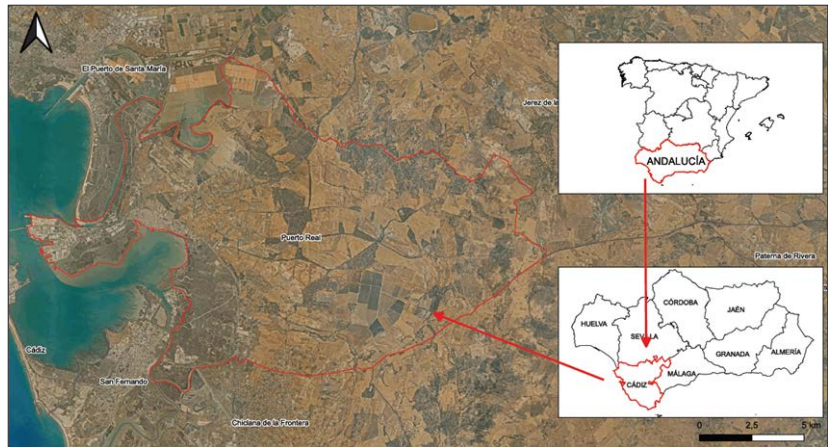 El Puerto de Santa María
Jerez de la
ANDALUCÍA
Puerto Real
Paterna de Rivera
CÓRDOBA
JAÉN
HUELVA
SEVILLA
GRANADA
ALMERÍA
MÁLAGA
CÁDIZ
Cádiz
San Fernando
Chiclana de la Frontera
0 2,5 5 km